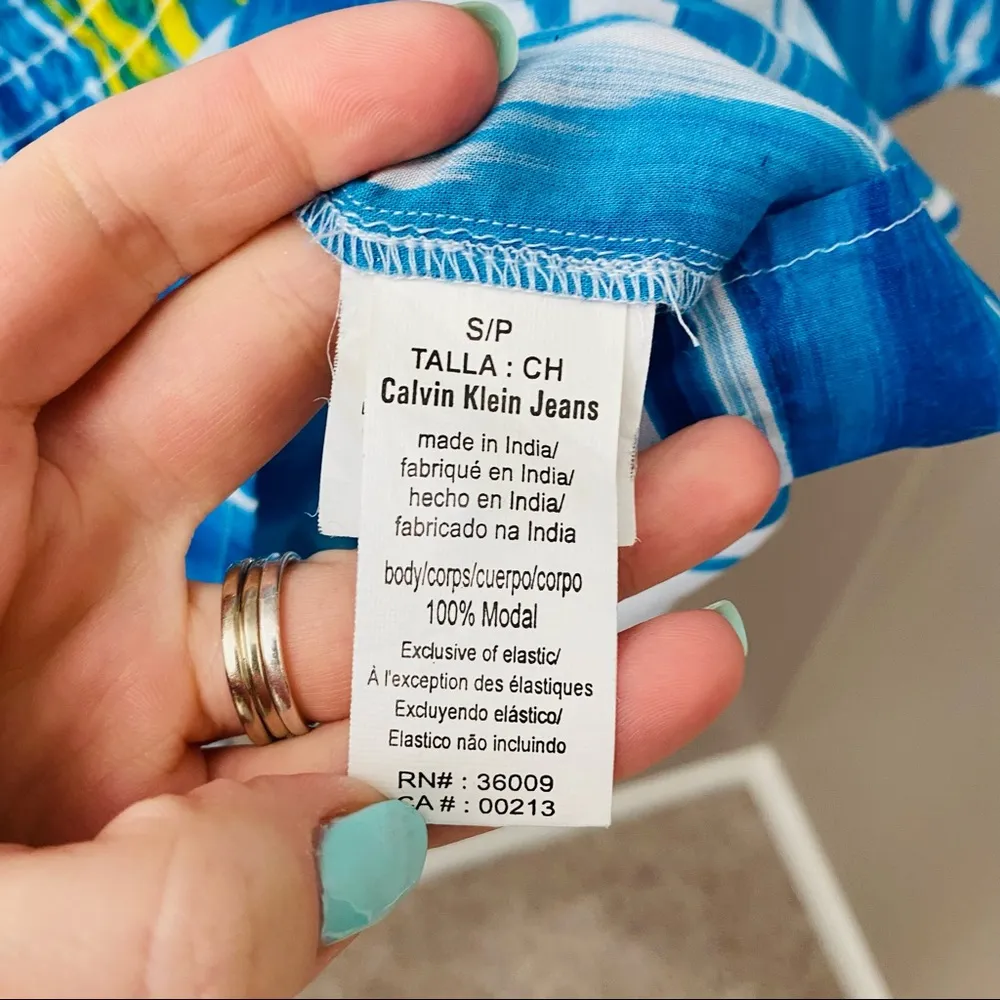 S/P
TALLA : CH
Calvin Klein Jeans
made in India/
fabriqué en India/
hecho en India/
fabricado na India
body/corps/cuerpo/corpo
100% Modal
Exclusive of elastic/
À l'exception des élastiques
Excluyendo elástico/
Elastico não incluindo
RN# : 36009
CA # : 00213